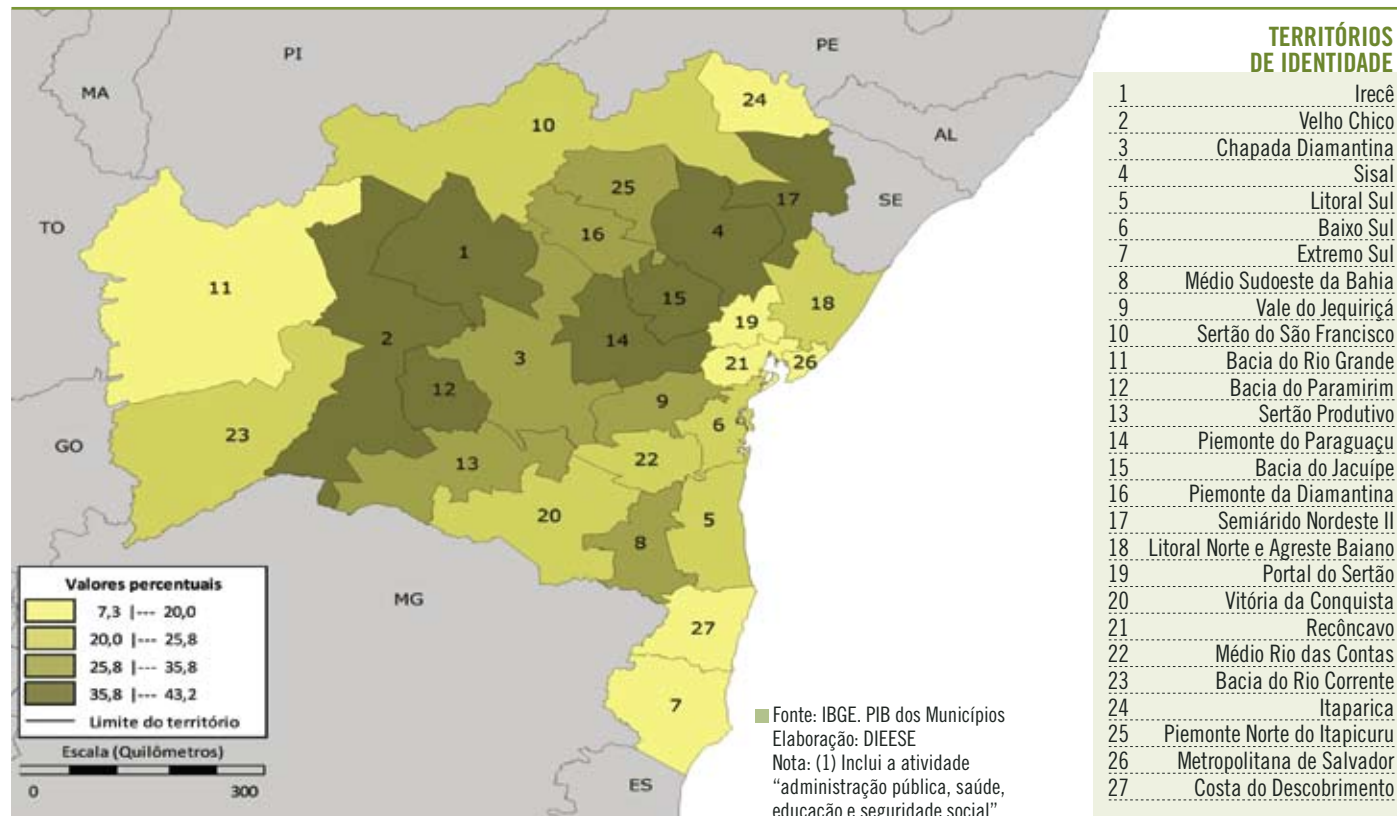 PI
PE
MA
AL
SE
TO
GO
MG
ES
24
10
25
17
4
16
1
11
15
18
19
14
2
3
21
26
12
9
6
23
22
13
20
5
8
27
7
Valores percentuais
7,3 |--- 20,0
20,0 |--- 25,8
25,8 |--- 35,8
35,8 |--- 43,2
Limite do território
Escala (Quilômetros)
0 300
Fonte: IBGE. PIB dos Municípios
Elaboração: DIEESE
Nota: (1) Inclui a atividade
“administração pública, saúde,
educação e seguridade social”
TERRITÓRIOS
DE IDENTIDADE
1 Irecê
2 Velho Chico
3 Chapada Diamantina
4 Sisal
5 Litoral Sul
6 Baixo Sul
7 Extremo Sul
8 Médio Sudoeste da Bahia
9 Vale do Jequiriçá
10 Sertão do São Francisco
11 Bacia do Rio Grande
12 Bacia do Paramirim
13 Sertão Produtivo
14 Piemonte do Paraguaçu
15 Bacia do Jacuípe
16 Piemonte da Diamantina
17 Semiárido Nordeste II
18 Litoral Norte e Agreste Baiano
19 Portal do Sertão
20 Vitória da Conquista
21 Recôncavo
22 Médio Rio das Contas
23 Bacia do Rio Corrente
24 Itaparica
25 Piemonte Norte do Itapicuru
26 Metropolitana de Salvador
27 Costa do Descobrimento